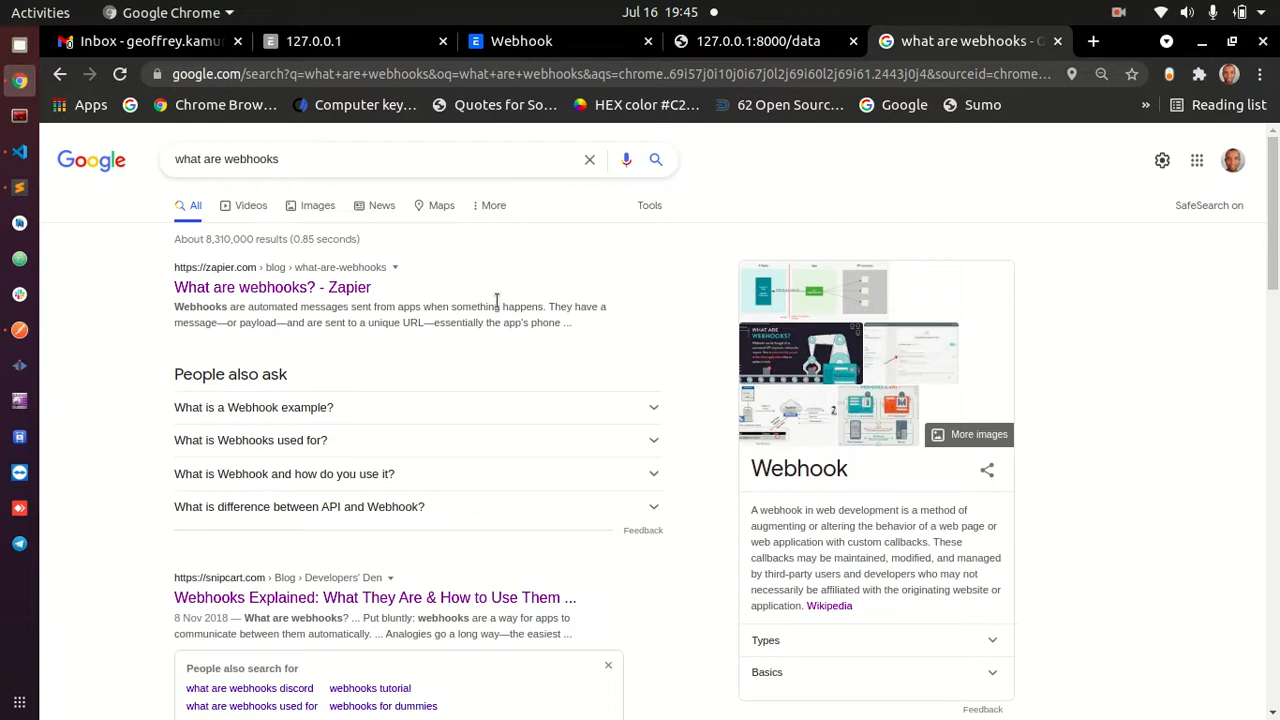 Activities
Google Chrome
Jul 16 19:45
Inbox - geoffrey,kamu
127.0.0.1
Webhook
127.0.0.1:8000/data
what are webhooks - G
google.com/search?q=what+are+webhooks&oq=what+are+webhooks&aqs=chrome..69i57j0i10j0i67j0l2j69i60l2j69i61.2443j0j4&sourceid=chrome...
Apps
Chrome Brow...
Computer key...
Quotes for So...
HEX color #C2...
62 Open Sourc...
Google
Sumo
»
Reading list
Google
what are webhooks
All
Videos
Images
News
Maps
More
Tools
SafeSearch on
About 8,310,000 results (0.85 seconds)
https://zapier.com › blog › what-are-webhooks
What are webhooks? - Zapier
Webhooks are automated messages sent from apps when something happens. They have a
message—or payload—and are sent to a unique URL—essentially the app's phone ...
People also ask
What is a Webhook example?
What is Webhooks used for?
What is Webhook and how do you use it?
What is difference between API and Webhook?
Feedback
https://snipcart.com › Blog › Developers' Den
Webhooks Explained: What They Are & How to Use Them ...
8 Nov 2018 — What are webhooks? ... Put bluntly: webhooks are a way for apps to
communicate between them automatically. ... Analogies go a long way—the easiest ...
People also search for
what are webhooks discord
webhooks tutorial
what are webhooks used for
webhooks for dummies
WHAT ARE
WEBHOOKS?
More images
Webhook
A webhook in web development is a method of
augmenting or altering the behavior of a web page or
web application with custom callbacks. These
callbacks may be maintained, modified, and managed
by third-party users and developers who may not
necessarily be affiliated with the originating website or
application. Wikipedia
Types
Basics
Feedback